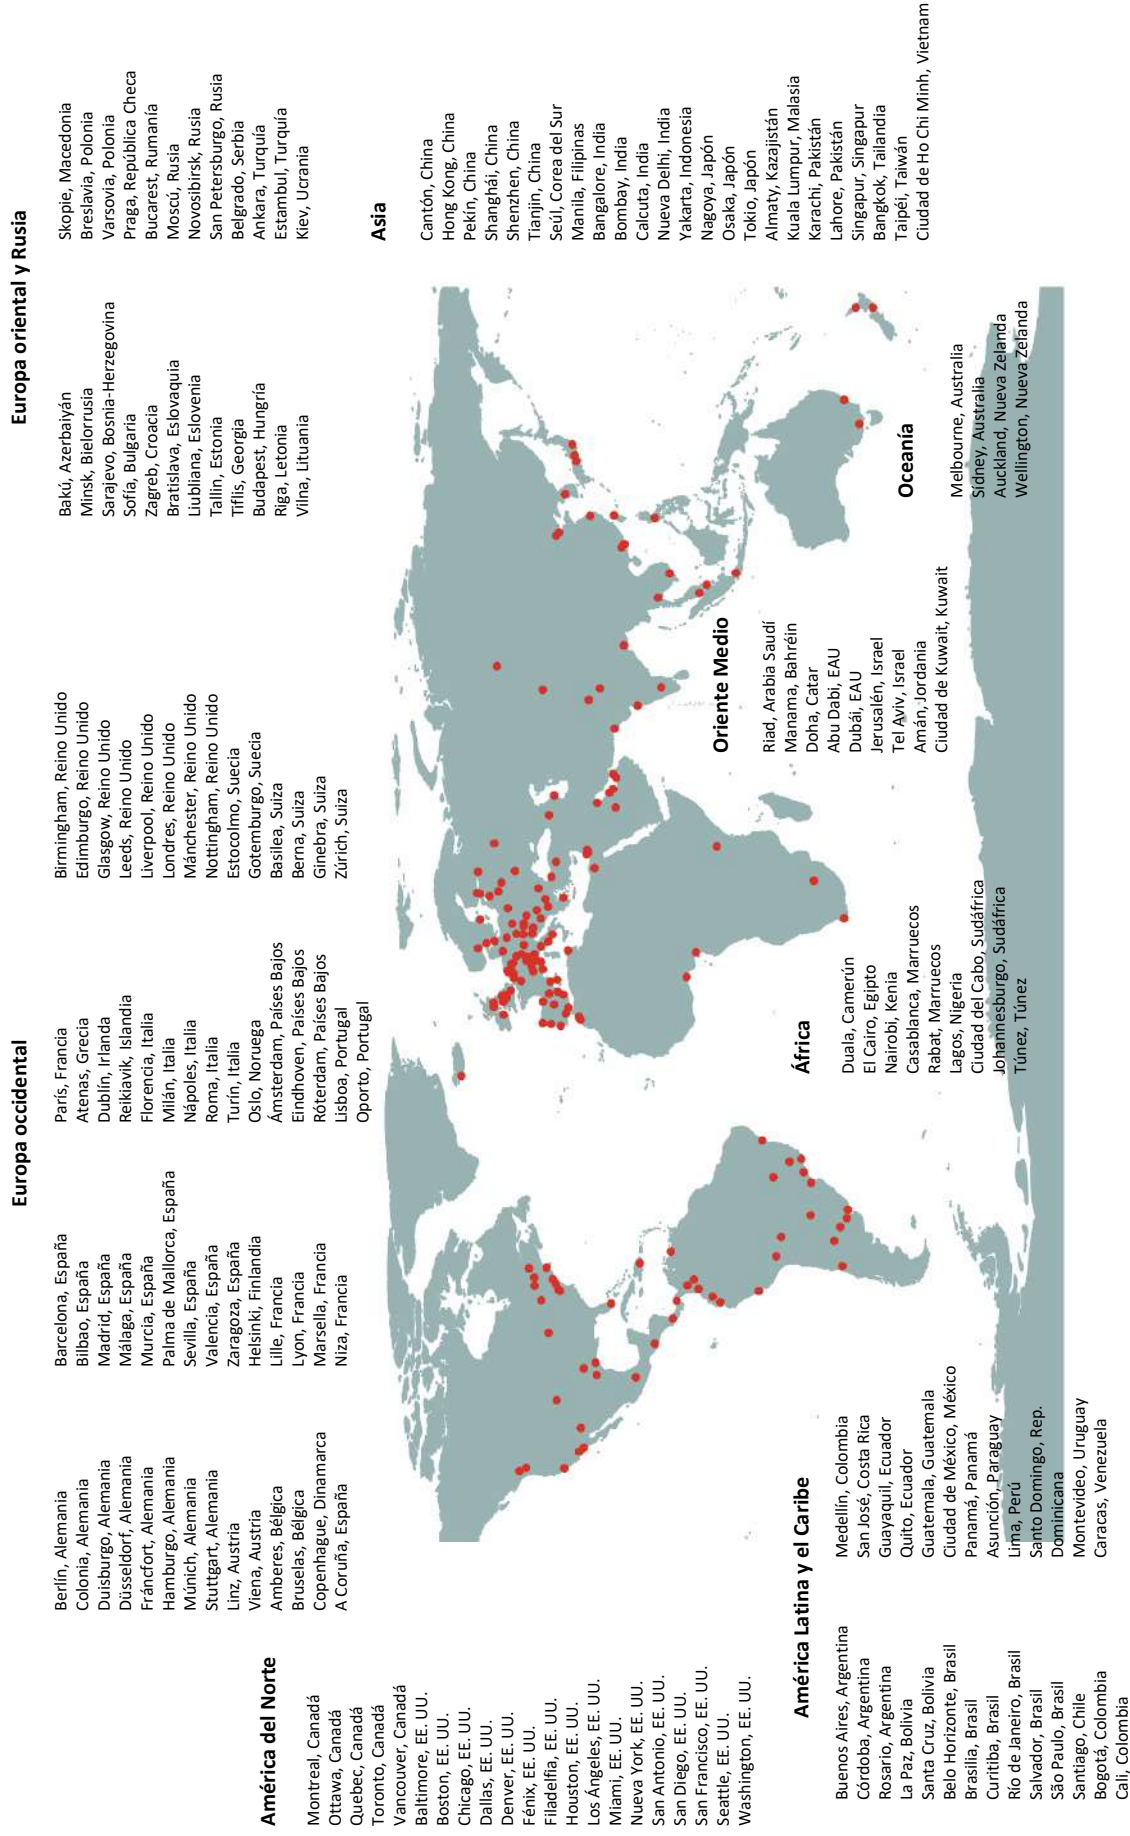 Europa occidental
Berlín, Alemania
Colonia, Alemania
Duisburgo, Alemania
Düsseldorf, Alemania
Fráncfort, Alemania
Hamburgo, Alemania
Múnich, Alemania
Stuttgart, Alemania
Linz, Austria
Viena, Austria
Amberes, Bélgica
Bruselas, Bélgica
Copenhague, Dinamarca
A Coruña, España
Barcelona, España
Bilbao, España
Madrid, España
Málaga, España
Murcia, España
Palma de Mallorca, España
Sevilla, España
Valencia, España
Zaragoza, España
Helsinki, Finlandia
Lille, Francia
Lyon, Francia
Marsella, Francia
Niza, Francia
París, Francia
Atenas, Grecia
Dublín, Irlanda
Reikiavik, Islandia
Florencia, Italia
Milán, Italia
Nápoles, Italia
Roma, Italia
Turín, Italia
Oslo, Noruega
Ámsterdam, Países Bajos
Eindhoven, Países Bajos
Róterdam, Países Bajos
Lisboa, Portugal
Oporto, Portugal
Birmingham, Reino Unido
Edimburgo, Reino Unido
Glasgow, Reino Unido
Leeds, Reino Unido
Liverpool, Reino Unido
Londres, Reino Unido
Mánchester, Reino Unido
Nottingham, Reino Unido
Estocolmo, Suecia
Gotemburgo, Suecia
Basilea, Suiza
Berna, Suiza
Ginebra, Suiza
Zúrich, Suiza
Europa oriental y Rusia
Bakú, Azerbaiyán
Minsk, Bielorrusia
Sarajevo, Bosnia-Herzegovina
Sofía, Bulgaria
Zagreb, Croacia
Bratislava, Eslovaquia
Liubliana, Eslovenia
Tallin, Estonia
Tiflis, Georgia
Budapest, Hungría
Riga, Letonia
Vilna, Lituania
Skopie, Macedonia
Breslavia, Polonia
Varsovia, Polonia
Praga, República Checa
Bucarest, Rumanía
Moscú, Rusia
Novosibirsk, Rusia
San Petersburgo, Rusia
Belgrado, Serbia
Ankara, Turquía
Estambul, Turquía
Kiev, Ucrania
América del Norte
Montreal, Canadá
Ottawa, Canadá
Quebec, Canadá
Toronto, Canadá
Vancouver, Canadá
Baltimore, EE. UU.
Boston, EE. UU.
Chicago, EE. UU.
Dallas, EE. UU.
Denver, EE. UU.
Fénix, EE. UU.
Filadelfia, EE. UU.
Houston, EE. UU.
Los Ángeles, EE. UU.
Miami, EE. UU.
Nueva York, EE. UU.
San Antonio, EE. UU.
San Diego, EE. UU.
San Francisco, EE. UU.
Seattle, EE. UU.
Washington, EE. UU.
Asia
Cantón, China
Hong Kong, China
Pekín, China
Shanghái, China
Shenzhen, China
Tianjin, China
Seúl, Corea del Sur
Manila, Filipinas
Bangalore, India
Bombay, India
Calcuta, India
Nueva Delhi, India
Yakarta, Indonesia
Nagoya, Japón
Osaka, Japón
Tokio, Japón
Almaty, Kazajistán
Kuala Lumpur, Malasia
Karachi, Pakistán
Lahore, Pakistán
Singapur, Singapur
Bangkok, Tailandia
Taipéi, Taiwán
Ciudad de Ho Chi Minh, Vietnam
América Latina y el Caribe
Buenos Aires, Argentina
Córdoba, Argentina
Rosario, Argentina
La Paz, Bolivia
Santa Cruz, Bolivia
Belo Horizonte, Brasil
Brasilia, Brasil
Curitiba, Brasil
Río de Janeiro, Brasil
Salvador, Brasil
São Paulo, Brasil
Santiago, Chile
Bogotá, Colombia
Cali, Colombia
Medellín, Colombia
San José, Costa Rica
Guayaquil, Ecuador
Quito, Ecuador
Guatemala, Guatemala
Ciudad de México, México
Panamá, Panamá
Asunción, Paraguay
Lima, Perú
Santo Domingo, Rep.
Dominicana
Montevideo, Uruguay
Caracas, Venezuela
África
Duala, Camerún
El Cairo, Egipto
Nairobi, Kenia
Casablanca, Marruecos
Rabat, Marruecos
Lagos, Nigeria
Ciudad del Cabo, Sudáfrica
Johannesburgo, Sudáfrica
Túnez, Túnez
Oriente Medio
Riad, Arabia Saudí
Manama, Bahréin
Doha, Catar
Abu Dabi, EAU
Dubái, EAU
Jerusalén, Israel
Tel Aviv, Israel
Amán, Jordania
Ciudad de Kuwait, Kuwait
Oceanía
Melbourne, Australia
Sídney, Australia
Auckland, Nueva Zelanda
Wellington, Nueva Zelanda